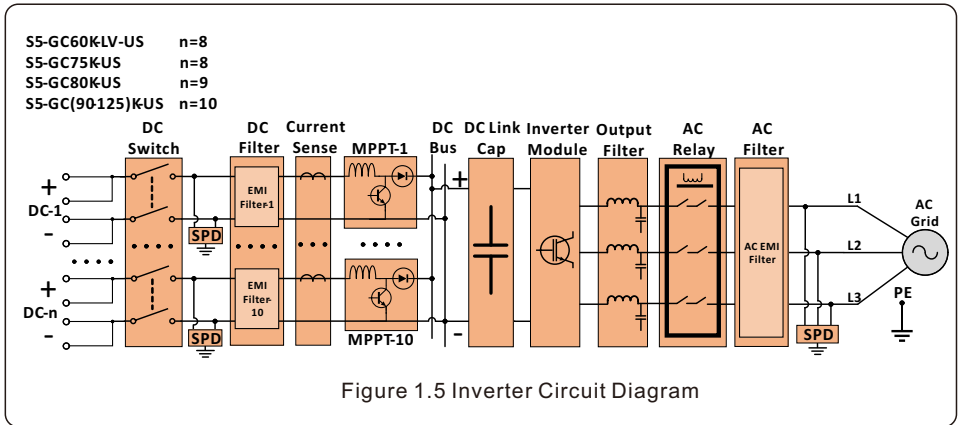 S5-GC60K-LV-US n=8
S5-GC75K-US n=8
S5-GC80K-US n=9
S5-GC(90-125)K-US n=10
DC Switch
DC Filter
Current Sense
MPPT-1
DC Bus
DC Link Cap
Inverter Module
Output Filter
AC Relay
AC Filter
+
DC-1
-
EMI Filter-1
SPD
+
L1
AC Grid
L2
AC EMI Filter
+
DC-n
-
EMI Filter-10
SPD
MPPT-10
-
L3
PE
SPD
Figure 1.5 Inverter Circuit Diagram